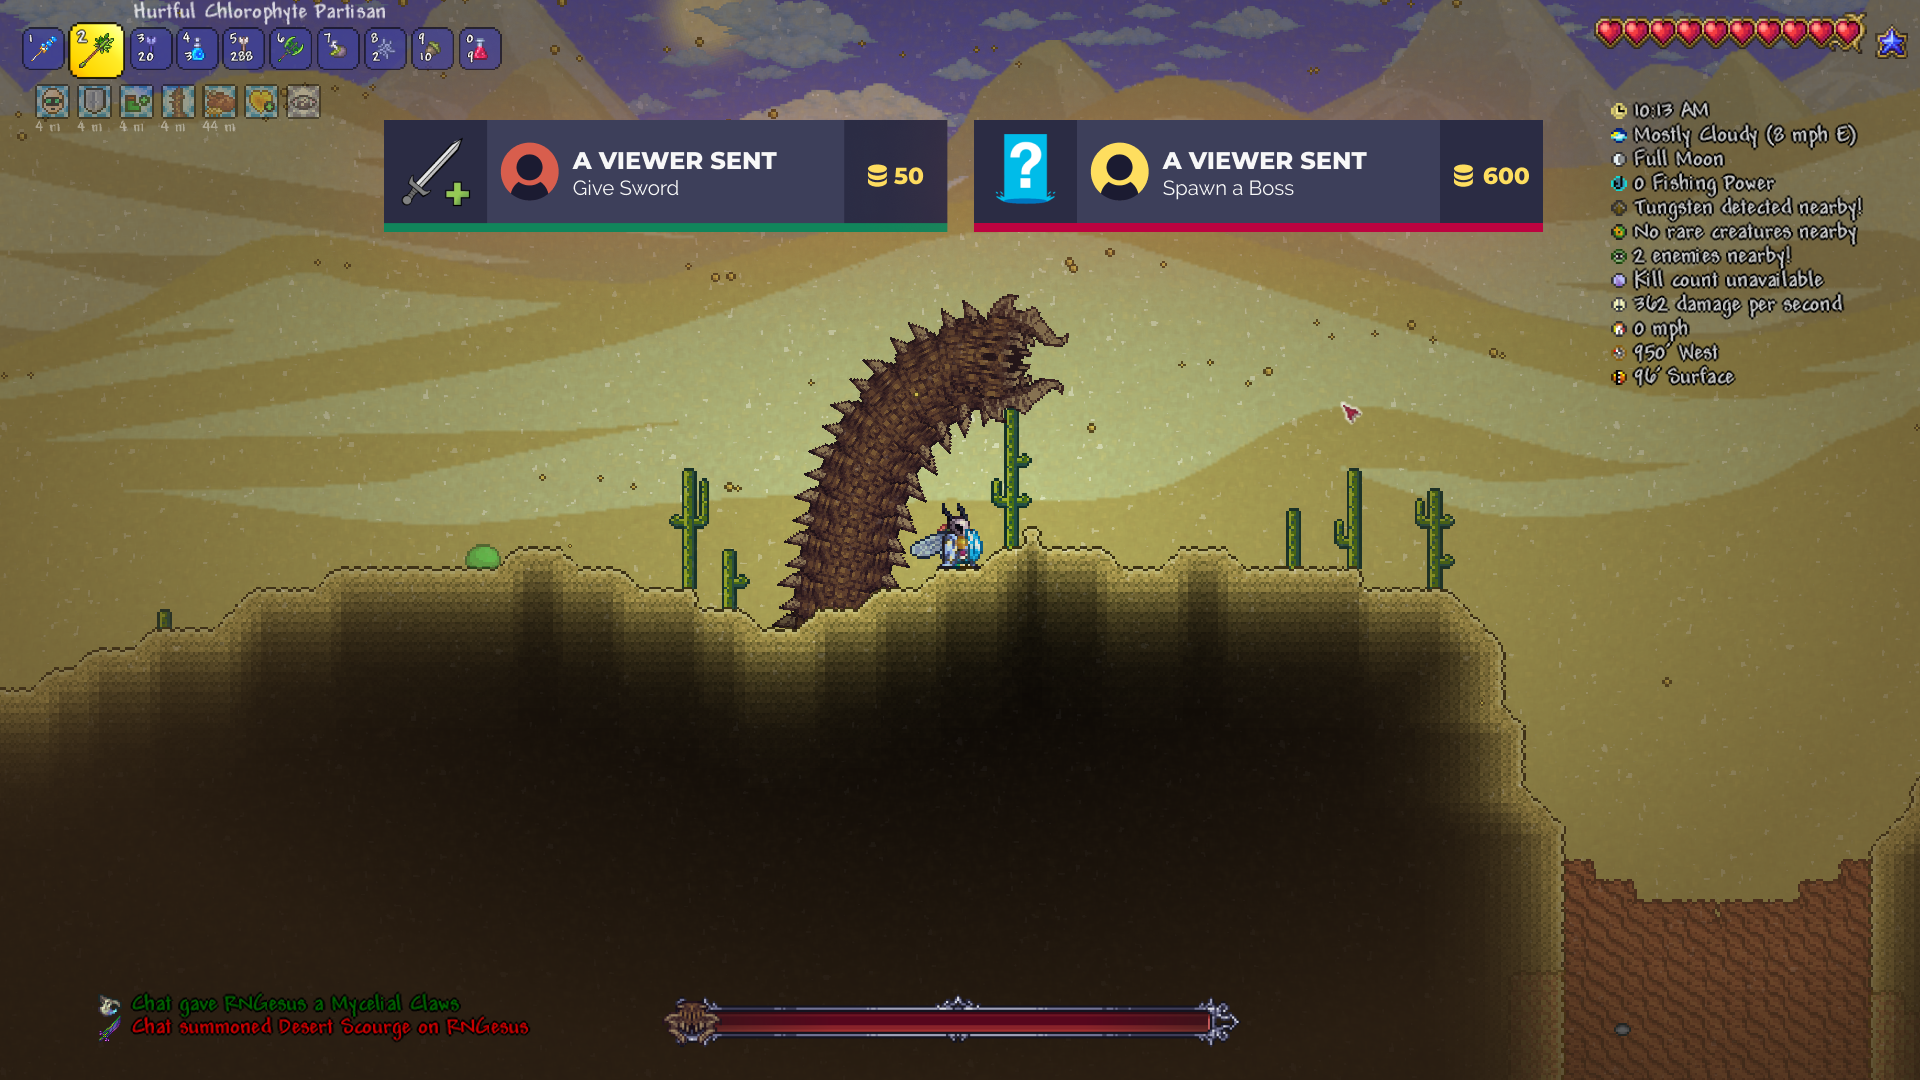 Hurtful Chlorophyte Partisan
1 2 3 4 5 6 7 8 9 0
20 3 288 2 10 9
4 m 4 m 4 m 4 m 44 m
A VIEWER SENT
Give Sword
50
?
A VIEWER SENT
Spawn a Boss
600
10:13 AM
Mostly Cloudy (8 mph E)
Full Moon
0 Fishing Power
Tungsten detected nearby!
No rare creatures nearby
2 enemies nearby!
Kill count unavailable
362 damage per second
0 mph
950' West
96' Surface
Chat gave RNGesus a Mycelial Claws
Chat summoned Desert Scourge on RNGesus